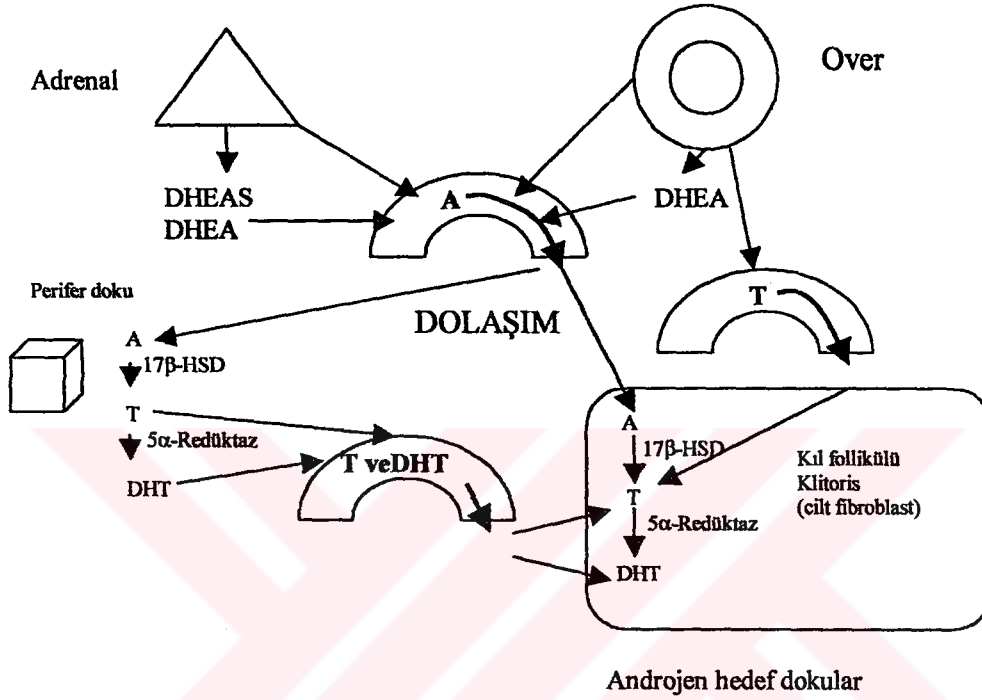 Adrenal
Over
DHEAS
DHEA
A
DHEA
Perifer doku
DOLAŞIM
T
A
17β-HSD
T
5α-Redüktaz
DHT
T veDHT
A
17β-HSD
T
5α-Redüktaz
DHT
Kıl follikülü
Klitoris
(cilt fibroblast)
Androjen hedef dokular